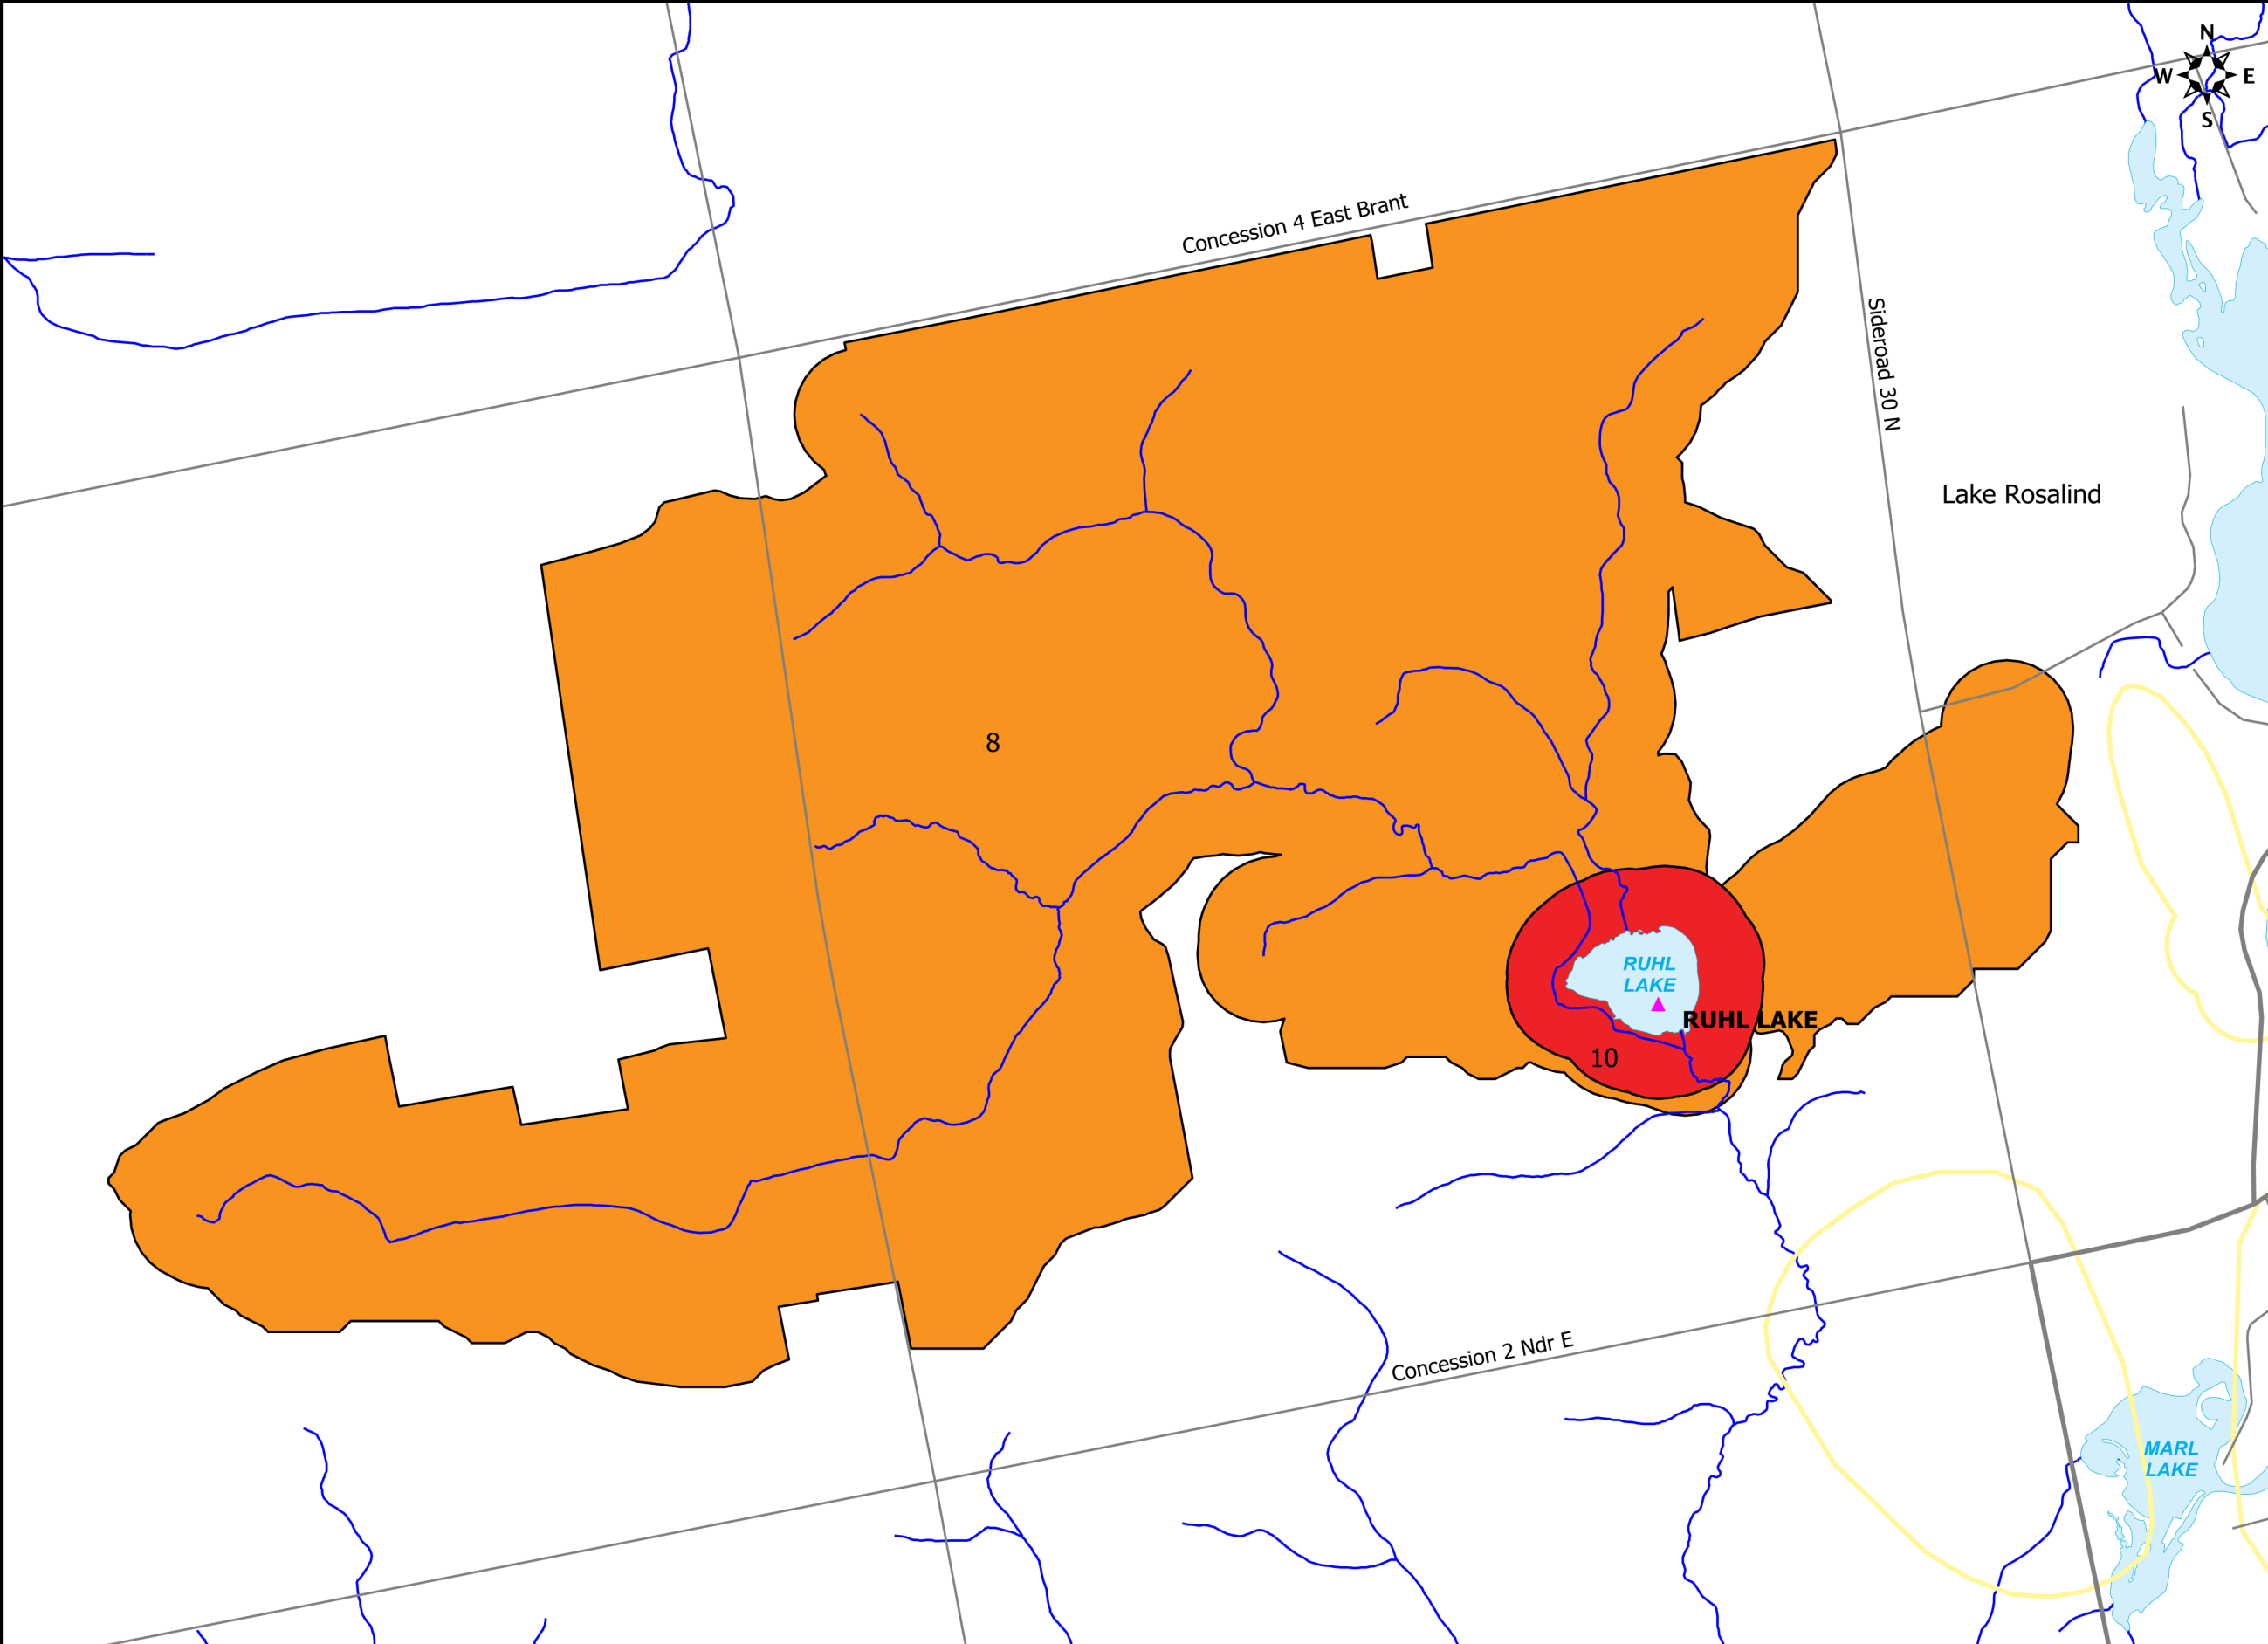 N
W E
S
Concession 4 East Brant
Sideroad 30 N
Lake Rosalind
8
RUHL
LAKE
RUHL LAKE
10
Concession 2 Ndr E
MARL
LAKE